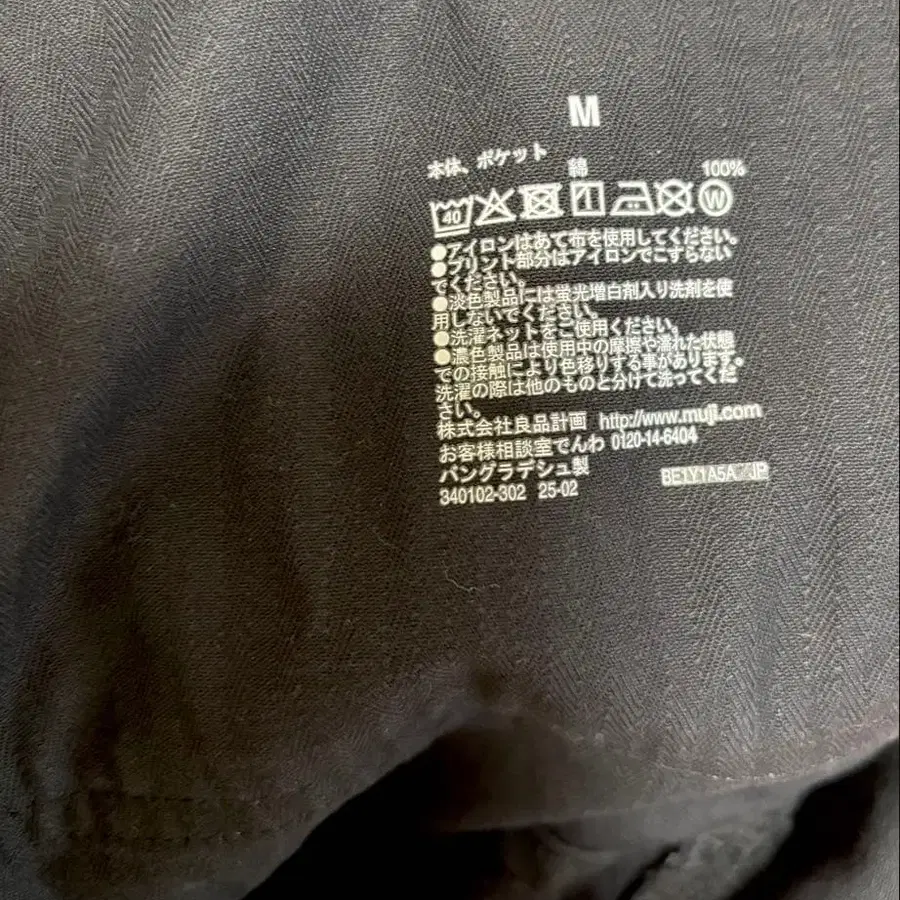 M
本体、ポケット 綿 100%
40 W
●アイロンはあて布を使用してください。
●プリント部分はアイロンでこすらない
でください。
●淡色製品には蛍光増白剤入り洗剤を使
用しないでください。
●洗濯ネットをご使用ください。
●濃色製品は使用中の摩擦や濡れた状態
での接触により色移りする事があります。
洗濯の際は他のものと分けて洗ってくだ
さい。
株式会社良品計画 http://www.muji.com
お客様相談室でんわ 0120-14-6404
バングラデシュ製
340102-302 25-02